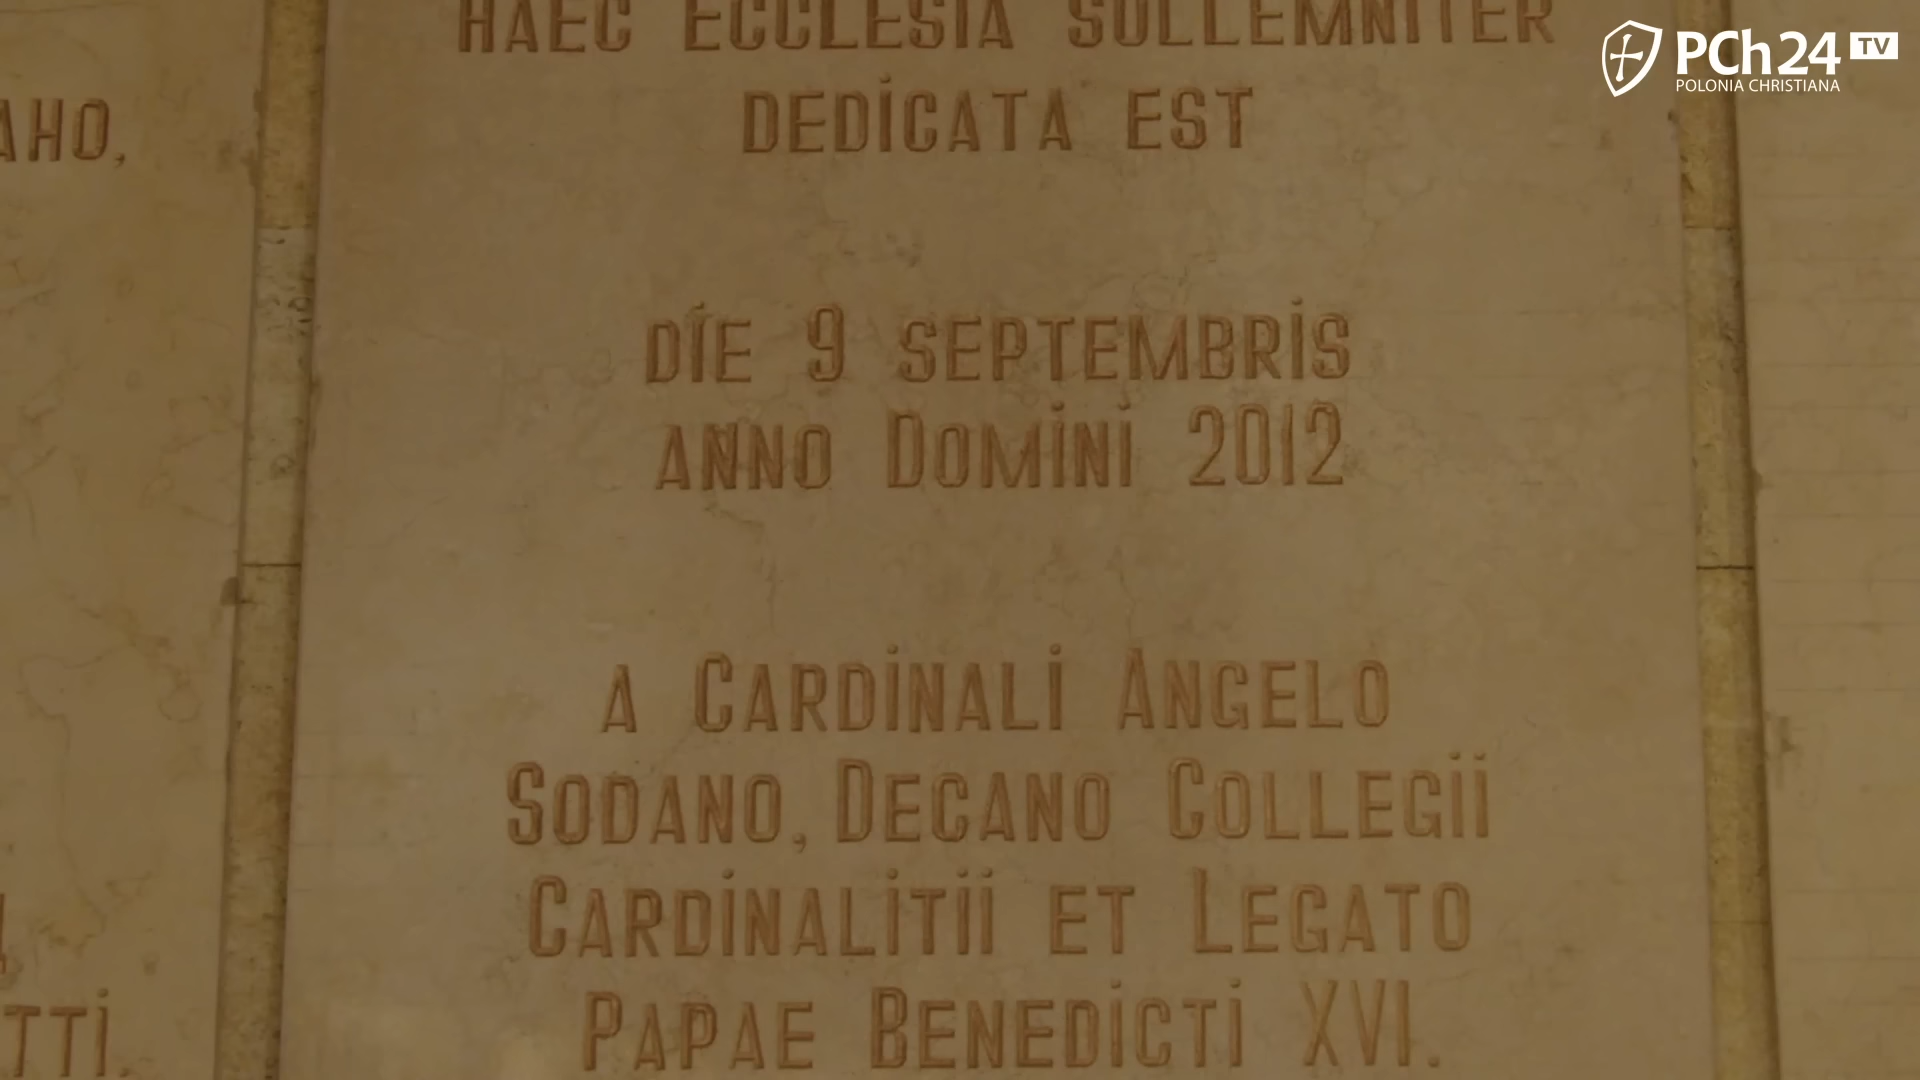 HAEC ECCLESIA SOLLEMNITER
DEDICATA EST
DIE 9 SEPTEMBRIS
ANNO DOMINI 2012
A CARDINALI ANGELO
SODANO, DECANO COLLEGII
CARDINALITII ET LEGATO
PAPAE BENEDICTI XVI.
PCh24 TV
POLONIA CHRISTIANA